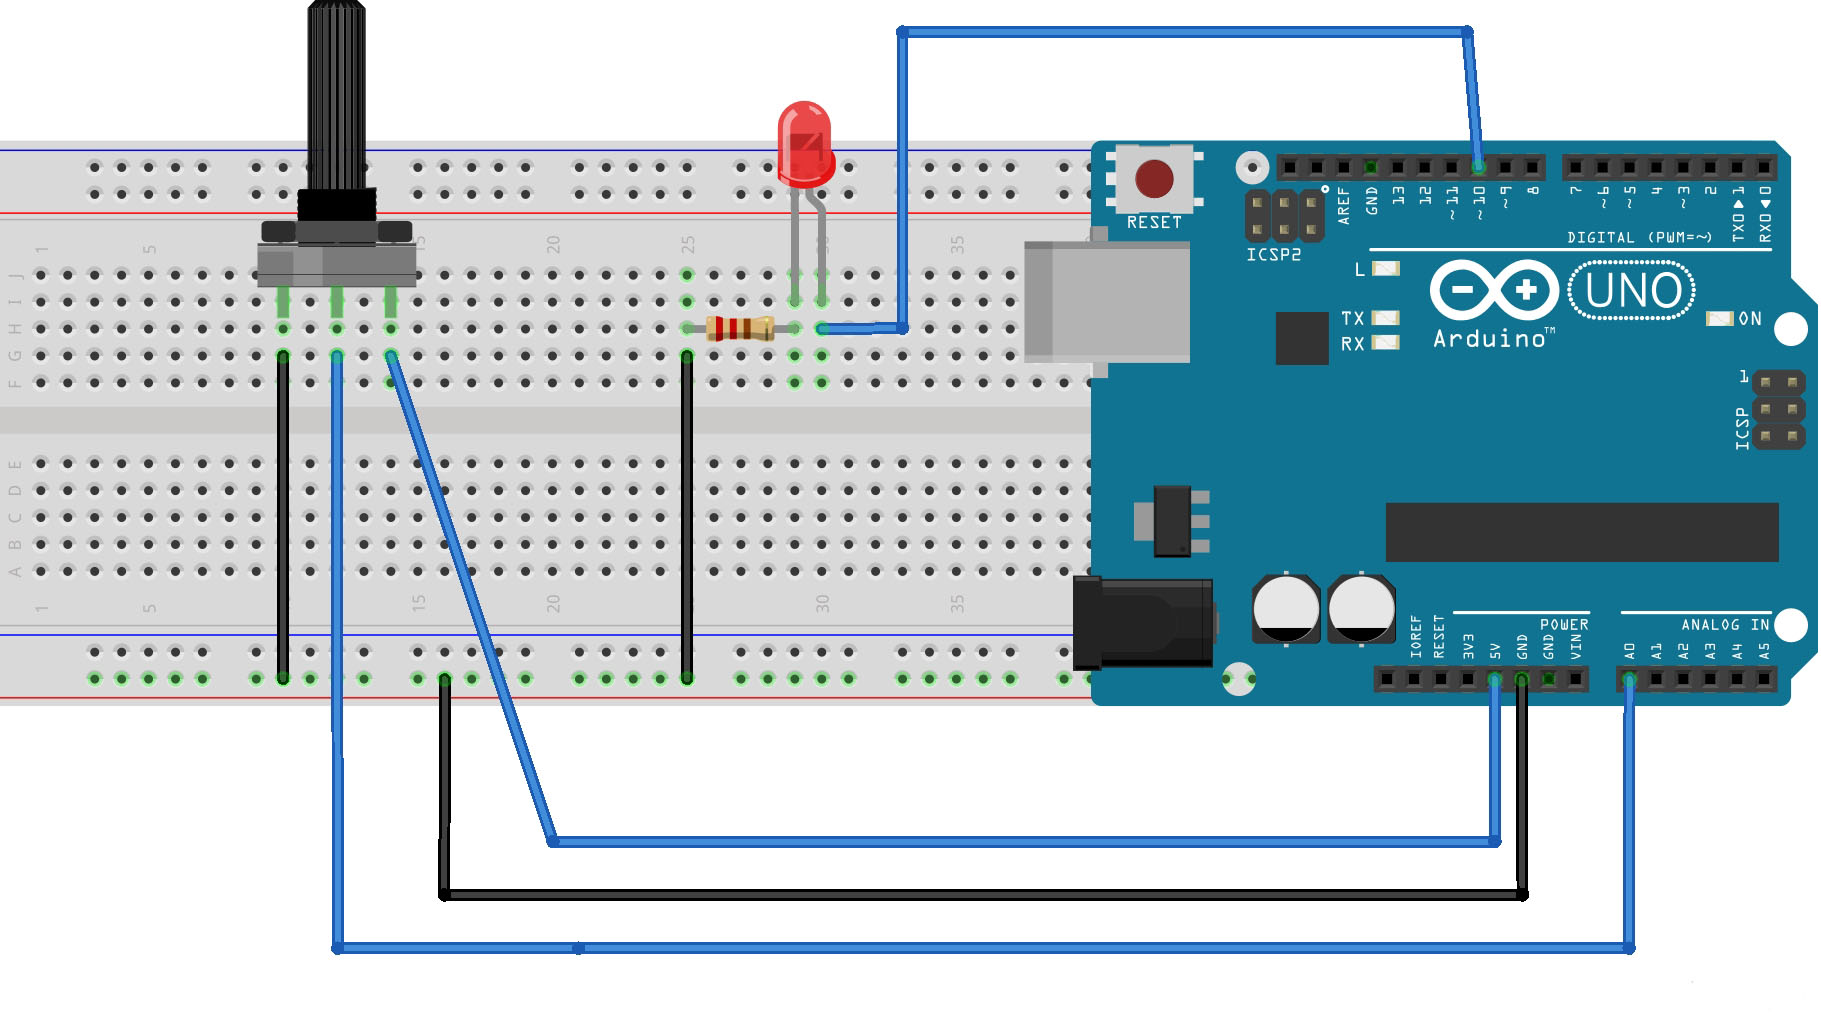 RESET
ICSP2
AREF
GND
13
12
~11
~10
~9
8
7
~6
~5
4
~3
2
TX0▶1
RX0◀0
DIGITAL (PWM=~)
1
5
15
20
25
35
J
I
H
G
F
L
TX
RX
UNO
Arduino™
ON
1
ICSP
E
D
C
B
A
1
5
15
20
30
35
IOREF
RESET
3V3
5V
GND
GND
VIN
POWER
A0
A1
A2
A3
A4
A5
ANALOG IN